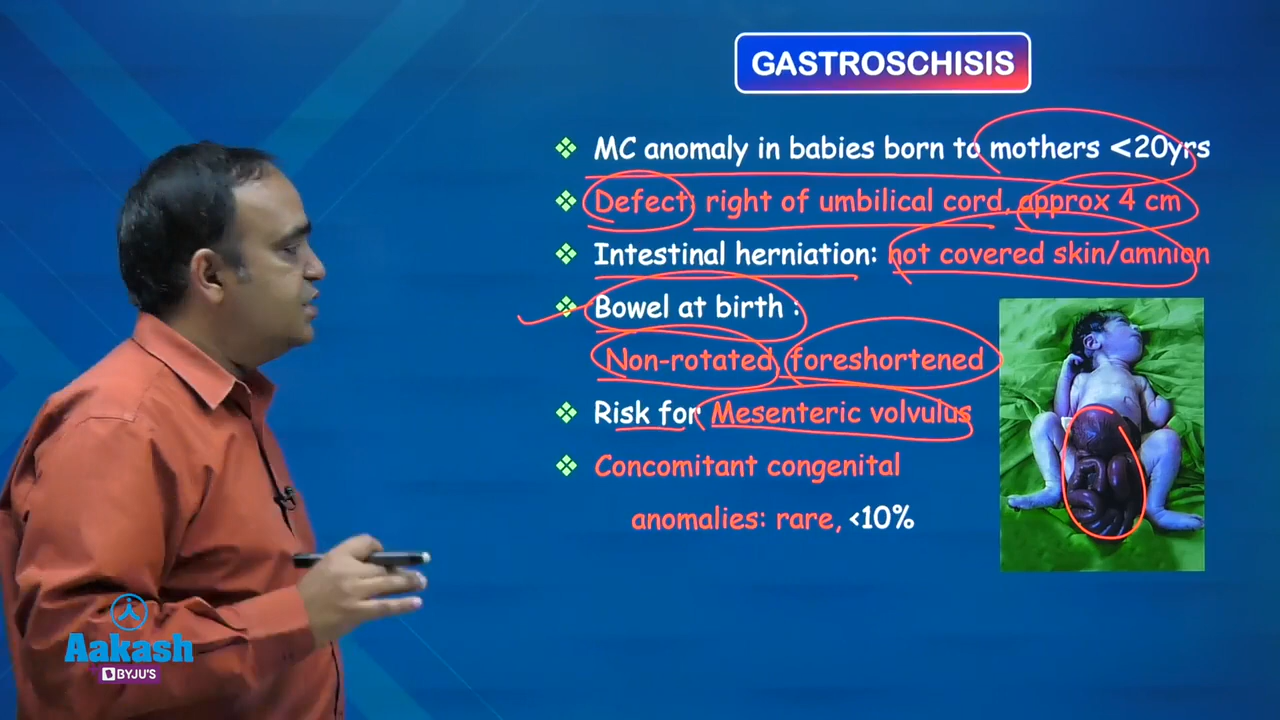 GASTROSCHISIS
MC anomaly in babies born to mothers <20yrs
Defect: right of umbilical cord, approx 4 cm
Intestinal herniation: not covered skin/amnion
Bowel at birth :
Non-rotated, foreshortened
Risk for Mesenteric volvulus
Concomitant congenital
anomalies: rare, <10%
Aakash
BYJU'S